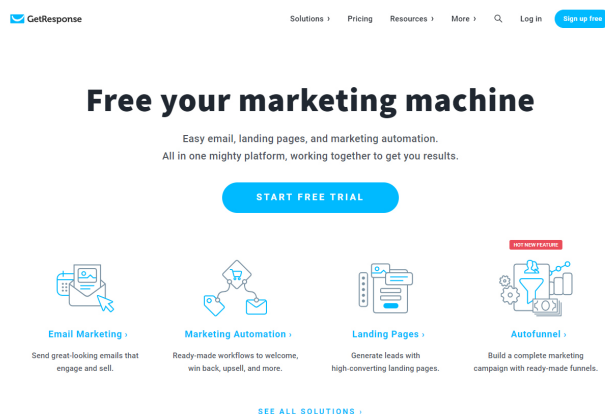 GetResponse
Solutions ›
Pricing
Resources ›
More ›
Log in
Sign up free
Free your marketing machine
Easy email, landing pages, and marketing automation.
All in one mighty platform, working together to get you results.
START FREE TRIAL
HOT NEW FEATURE
Email Marketing ›
Send great-looking emails that
engage and sell.
Marketing Automation ›
Ready-made workflows to welcome,
win back, upsell, and more.
Landing Pages ›
Generate leads with
high-converting landing pages.
Autofunnel ›
Build a complete marketing
campaign with ready-made funnels.
SEE ALL SOLUTIONS ›